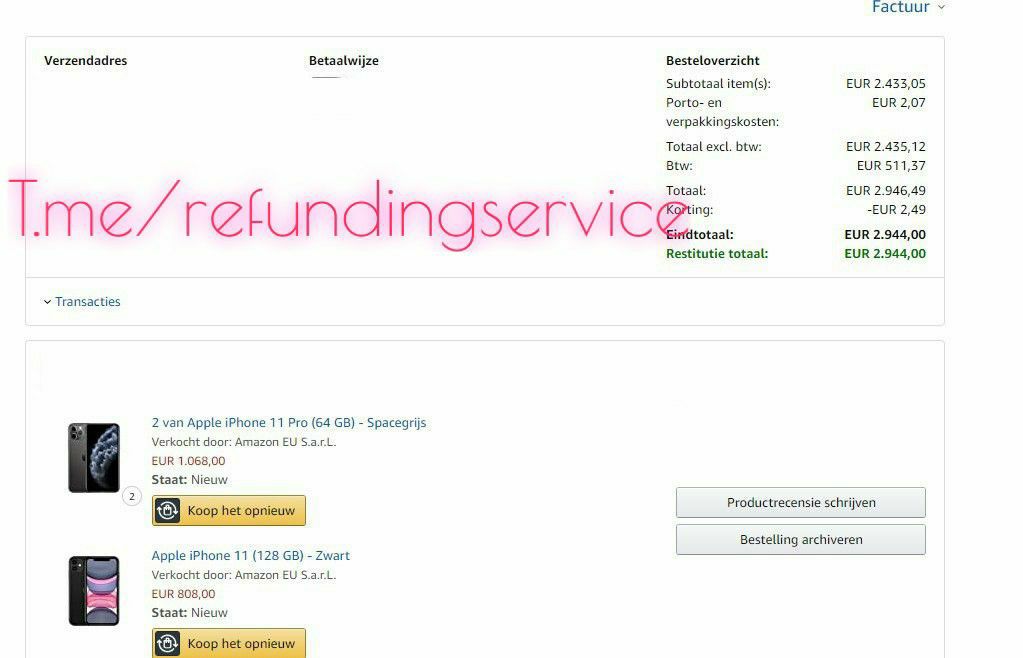 Factuur
Verzendadres
Betaalwijze
Besteloverzicht
Subtotaal item(s): EUR 2.433,05
Porto- en EUR 2,07
verpakkingskosten:
Totaal excl. btw: EUR 2.435,12
Btw: EUR 511,37
Totaal: EUR 2.946,49
Korting: -EUR 2,49
Eindtotaal: EUR 2.944,00
Restitutie totaal: EUR 2.944,00
T.me/refundingservice
Transacties
2 van Apple iPhone 11 Pro (64 GB) - Spacegrijs
Verkocht door: Amazon EU S.a.r.L.
EUR 1.068,00
Staat: Nieuw
2
Koop het opnieuw
Productrecensie schrijven
Bestelling archiveren
Apple iPhone 11 (128 GB) - Zwart
Verkocht door: Amazon EU S.a.r.L.
EUR 808,00
Staat: Nieuw
Koop het opnieuw